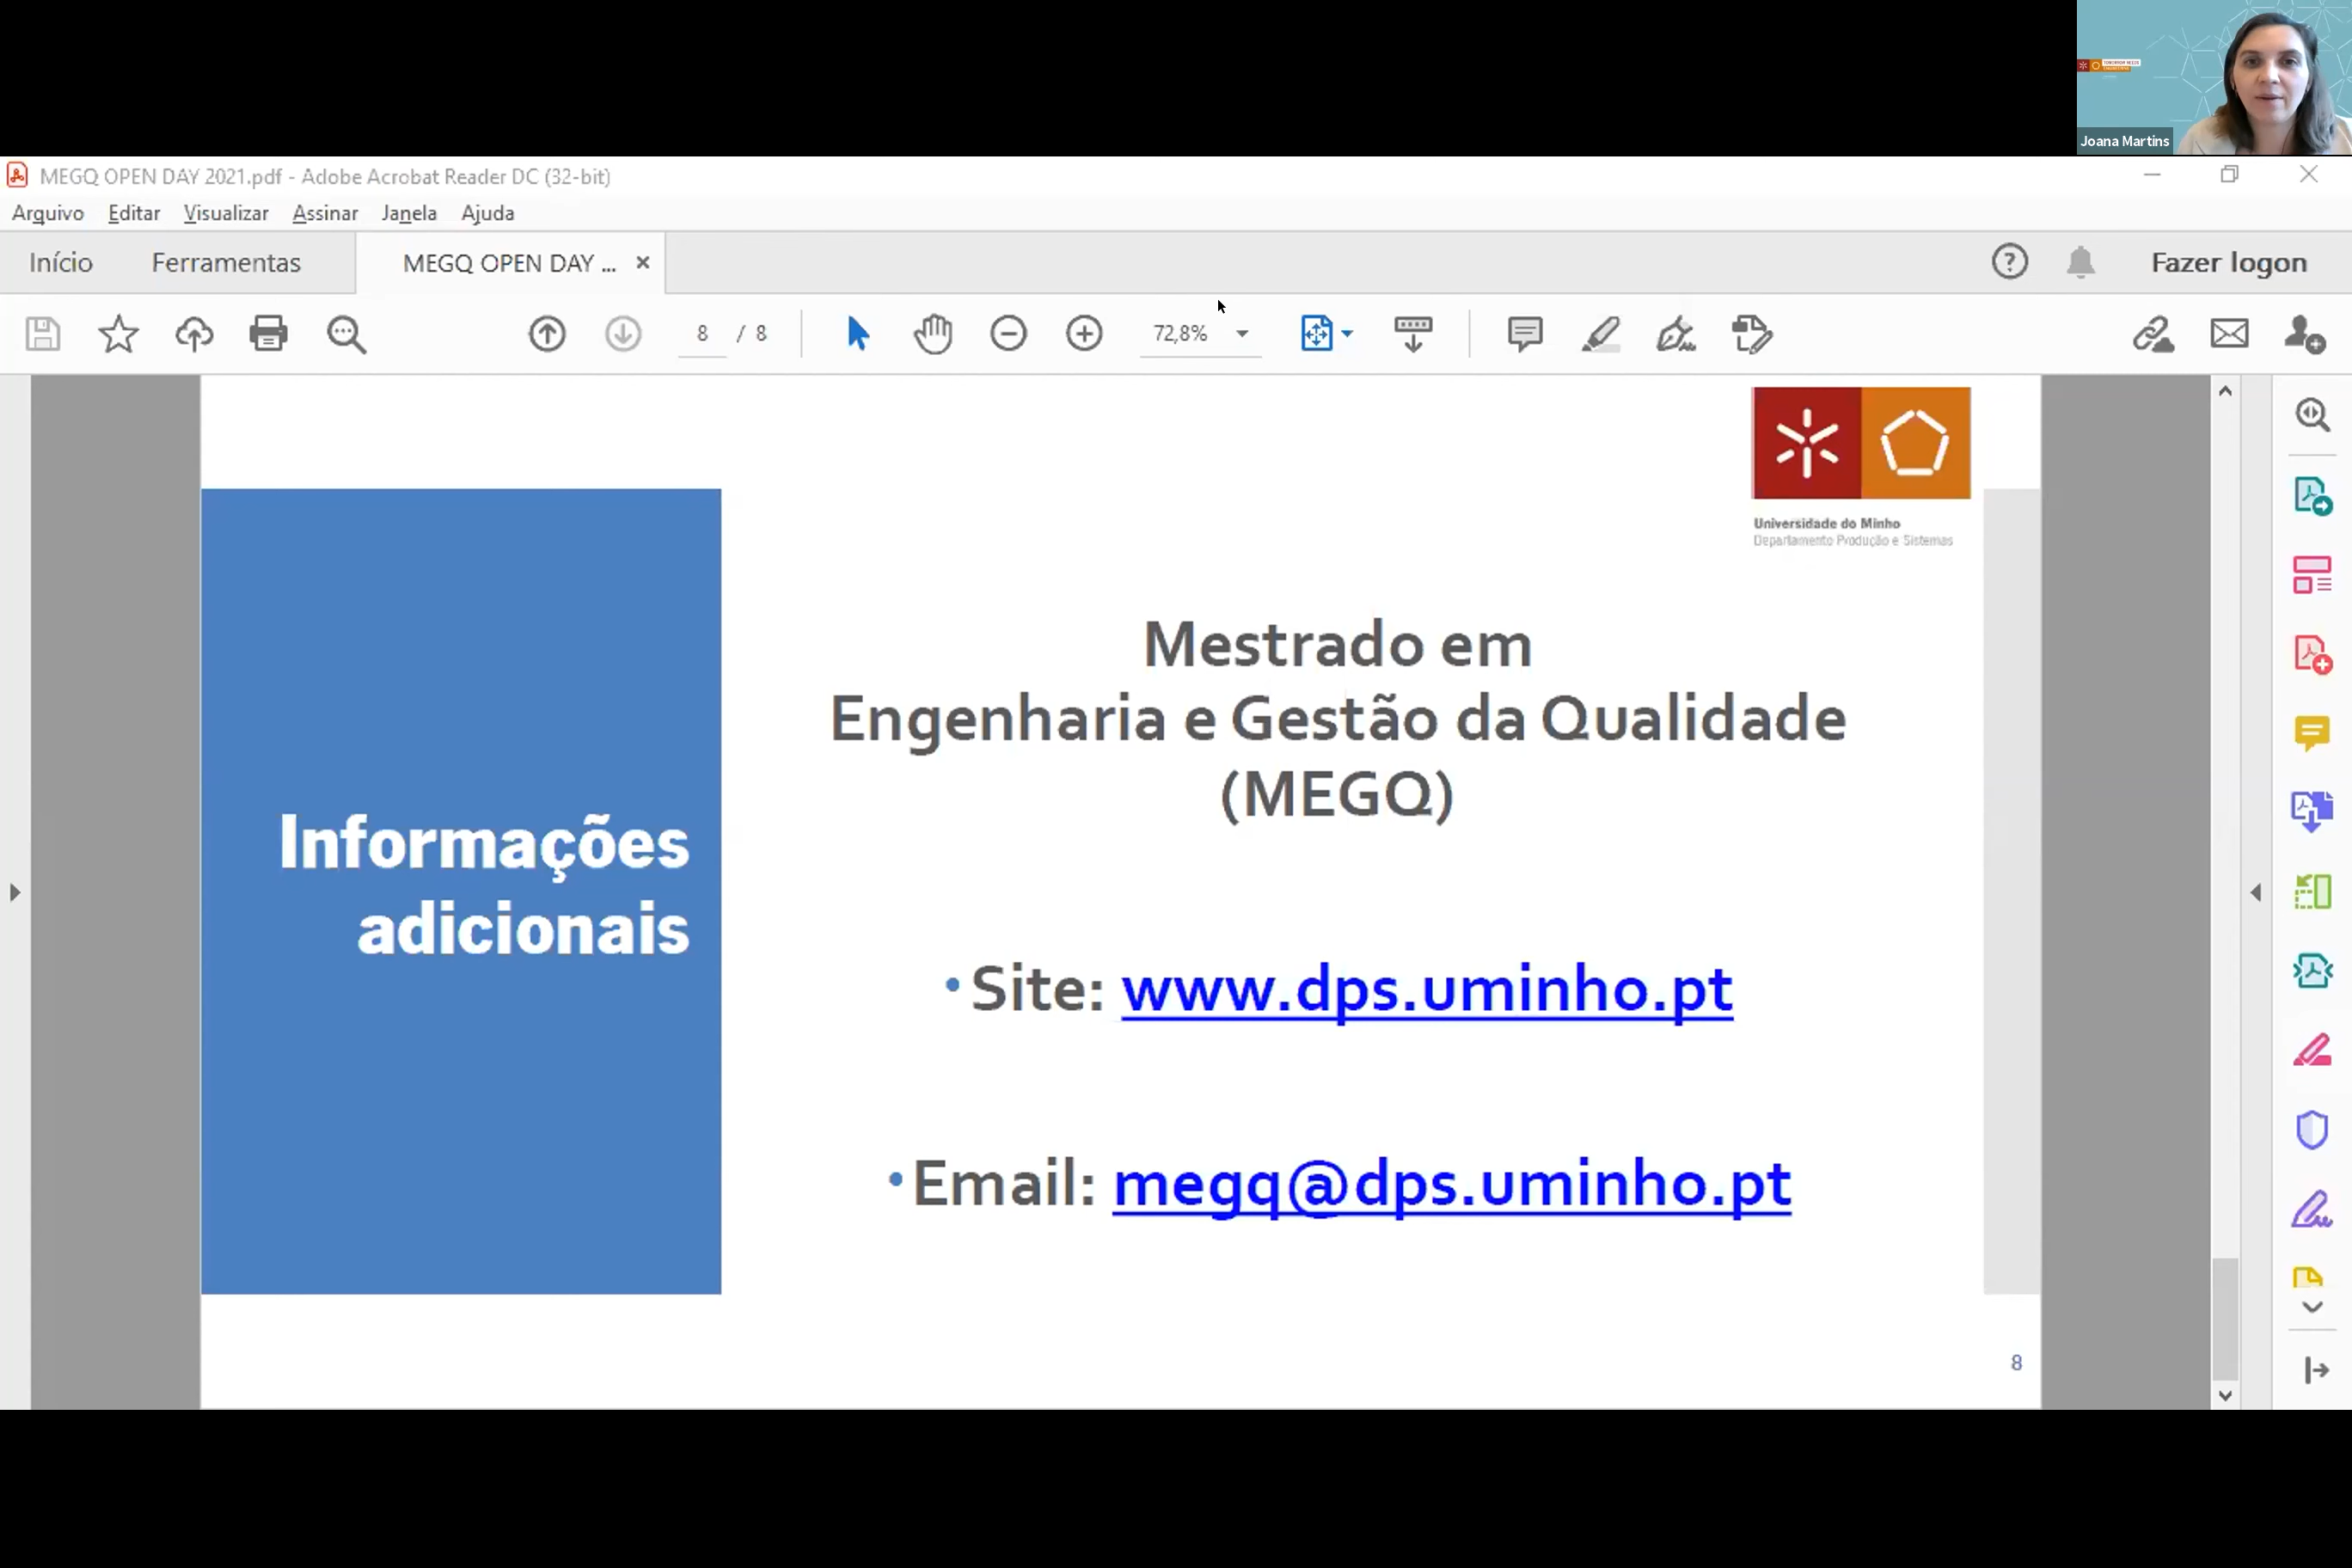 Joana Martins
MEGQ OPEN DAY 2021.pdf - Adobe Acrobat Reader DC (32-bit)
Arquivo Editar Visualizar Assinar Janela Ajuda
Início Ferramentas MEGQ OPEN DAY ... Fazer logon
8 / 8 72,8%
Universidade do Minho
Departamento Produção e Sistemas
Informações
adicionais
Mestrado em
Engenharia e Gestão da Qualidade
(MEGQ)
• Site: www.dps.uminho.pt
• Email: megq@dps.uminho.pt
8